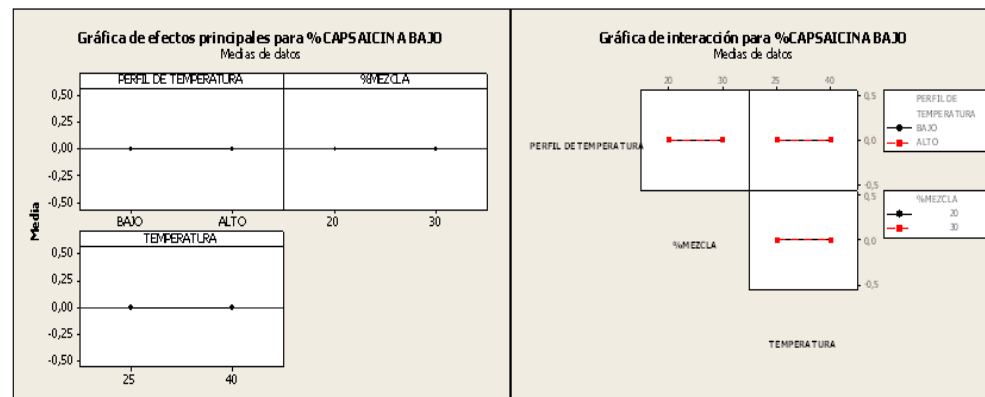 Gráfica de efectos principales para %CAPSAICINA BAJO
Medias de datos
PERFIL DE TEMPERATURA %MEZCLA
0,50
0,25
0,00
-0,25
-0,50
BAJO ALTO 20 30
Media
TEMPERATURA
0,50
0,25
0,00
-0,25
-0,50
25 40
Gráfica de interacción para %CAPSAICINA BAJO
Medias de datos
20 30 25 40
0,5
0,0
-0,5
PERFIL DE TEMPERATURA
PERFIL DE
TEMPERATURA
BAJO
ALTO
0,5
0,0
-0,5
%MEZCLA
%MEZCLA
20
30
TEMPERATURA